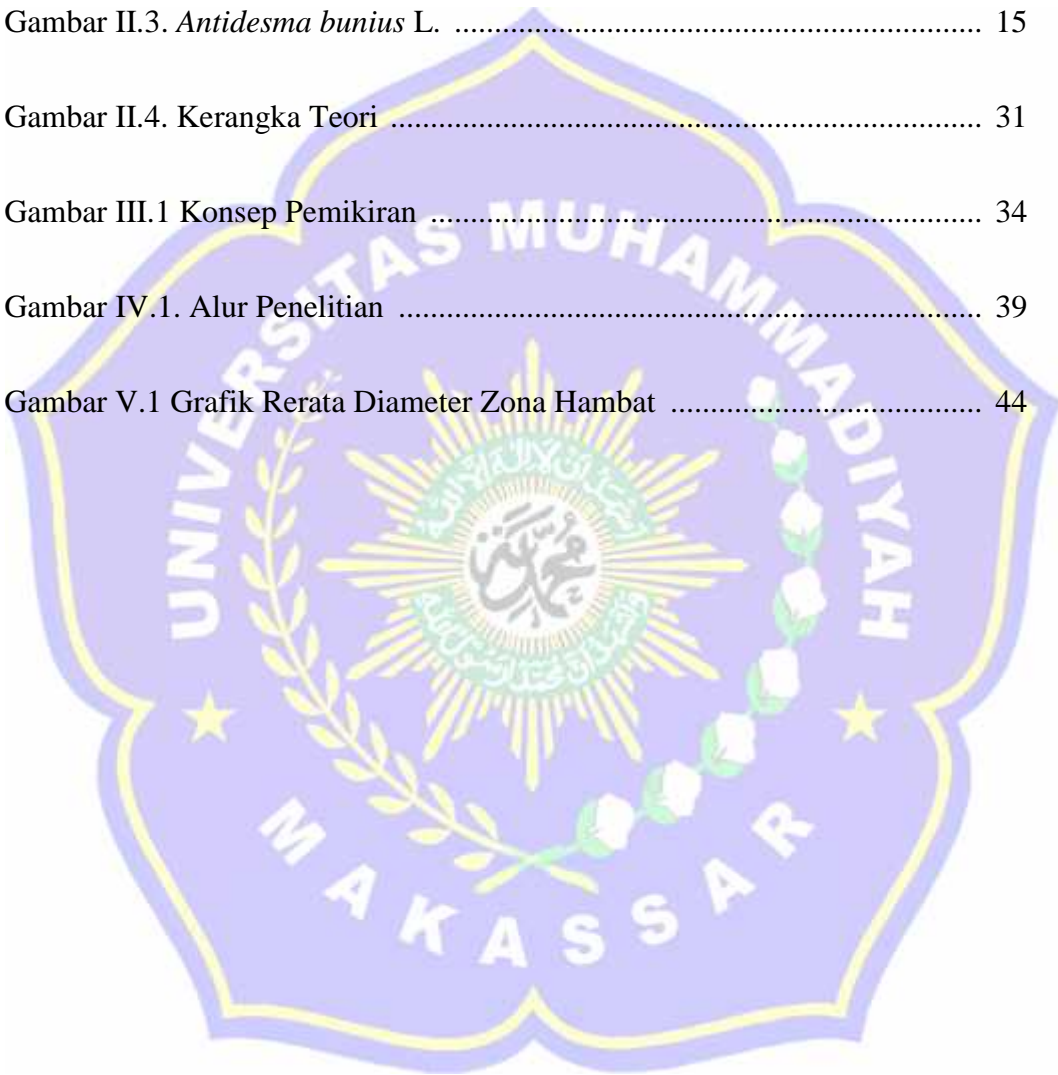 Gambar II.3. Antidesma bunius L. .......................................................... 15
Gambar II.4. Kerangka Teori ................................................................. 31
Gambar III.1 Konsep Pemikiran ............................................................. 34
Gambar IV.1. Alur Penelitian ................................................................ 39
Gambar V.1 Grafik Rerata Diameter Zona Hambat .................................. 44
UNIVERSITAS MUHAMMADIYAH
محمد
MAKASSAR